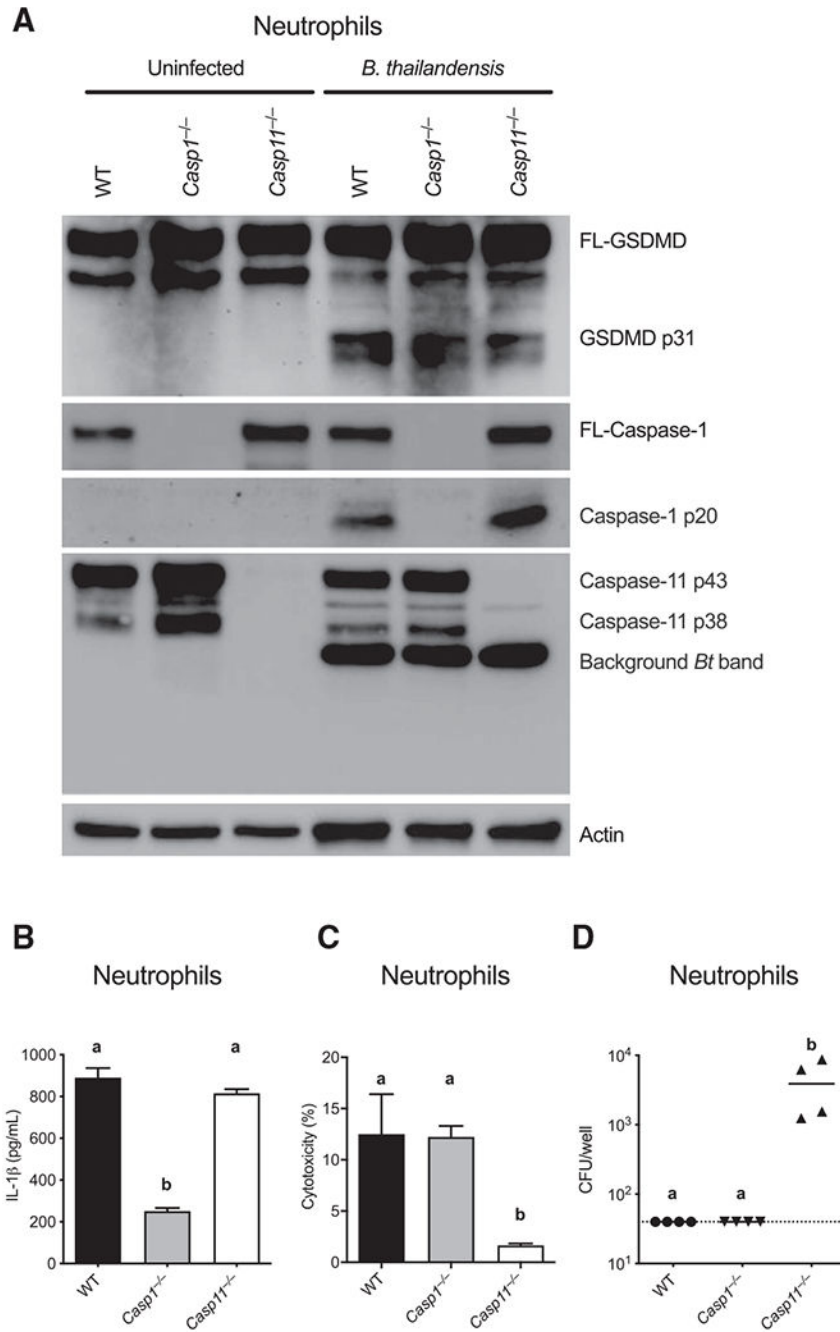 A
Neutrophils
Uninfected
B. thailandensis
WT
Casp1–/–
Casp11–/–
WT
Casp1–/–
Casp11–/–
FL-GSDMD
GSDMD p31
FL-Caspase-1
Caspase-1 p20
Caspase-11 p43
Caspase-11 p38
Background Bt band
Actin
B
Neutrophils
IL-1β (pg/mL)
1000
800
600
400
200
0
a
b
a
WT
Casp1–/–
Casp11–/–
C
Neutrophils
Cytotoxicity (%)
20
15
10
5
0
a
a
b
WT
Casp1–/–
Casp11–/–
D
Neutrophils
CFU/well
10⁴
10³
10²
10¹
a
a
b
WT
Casp1–/–
Casp11–/–